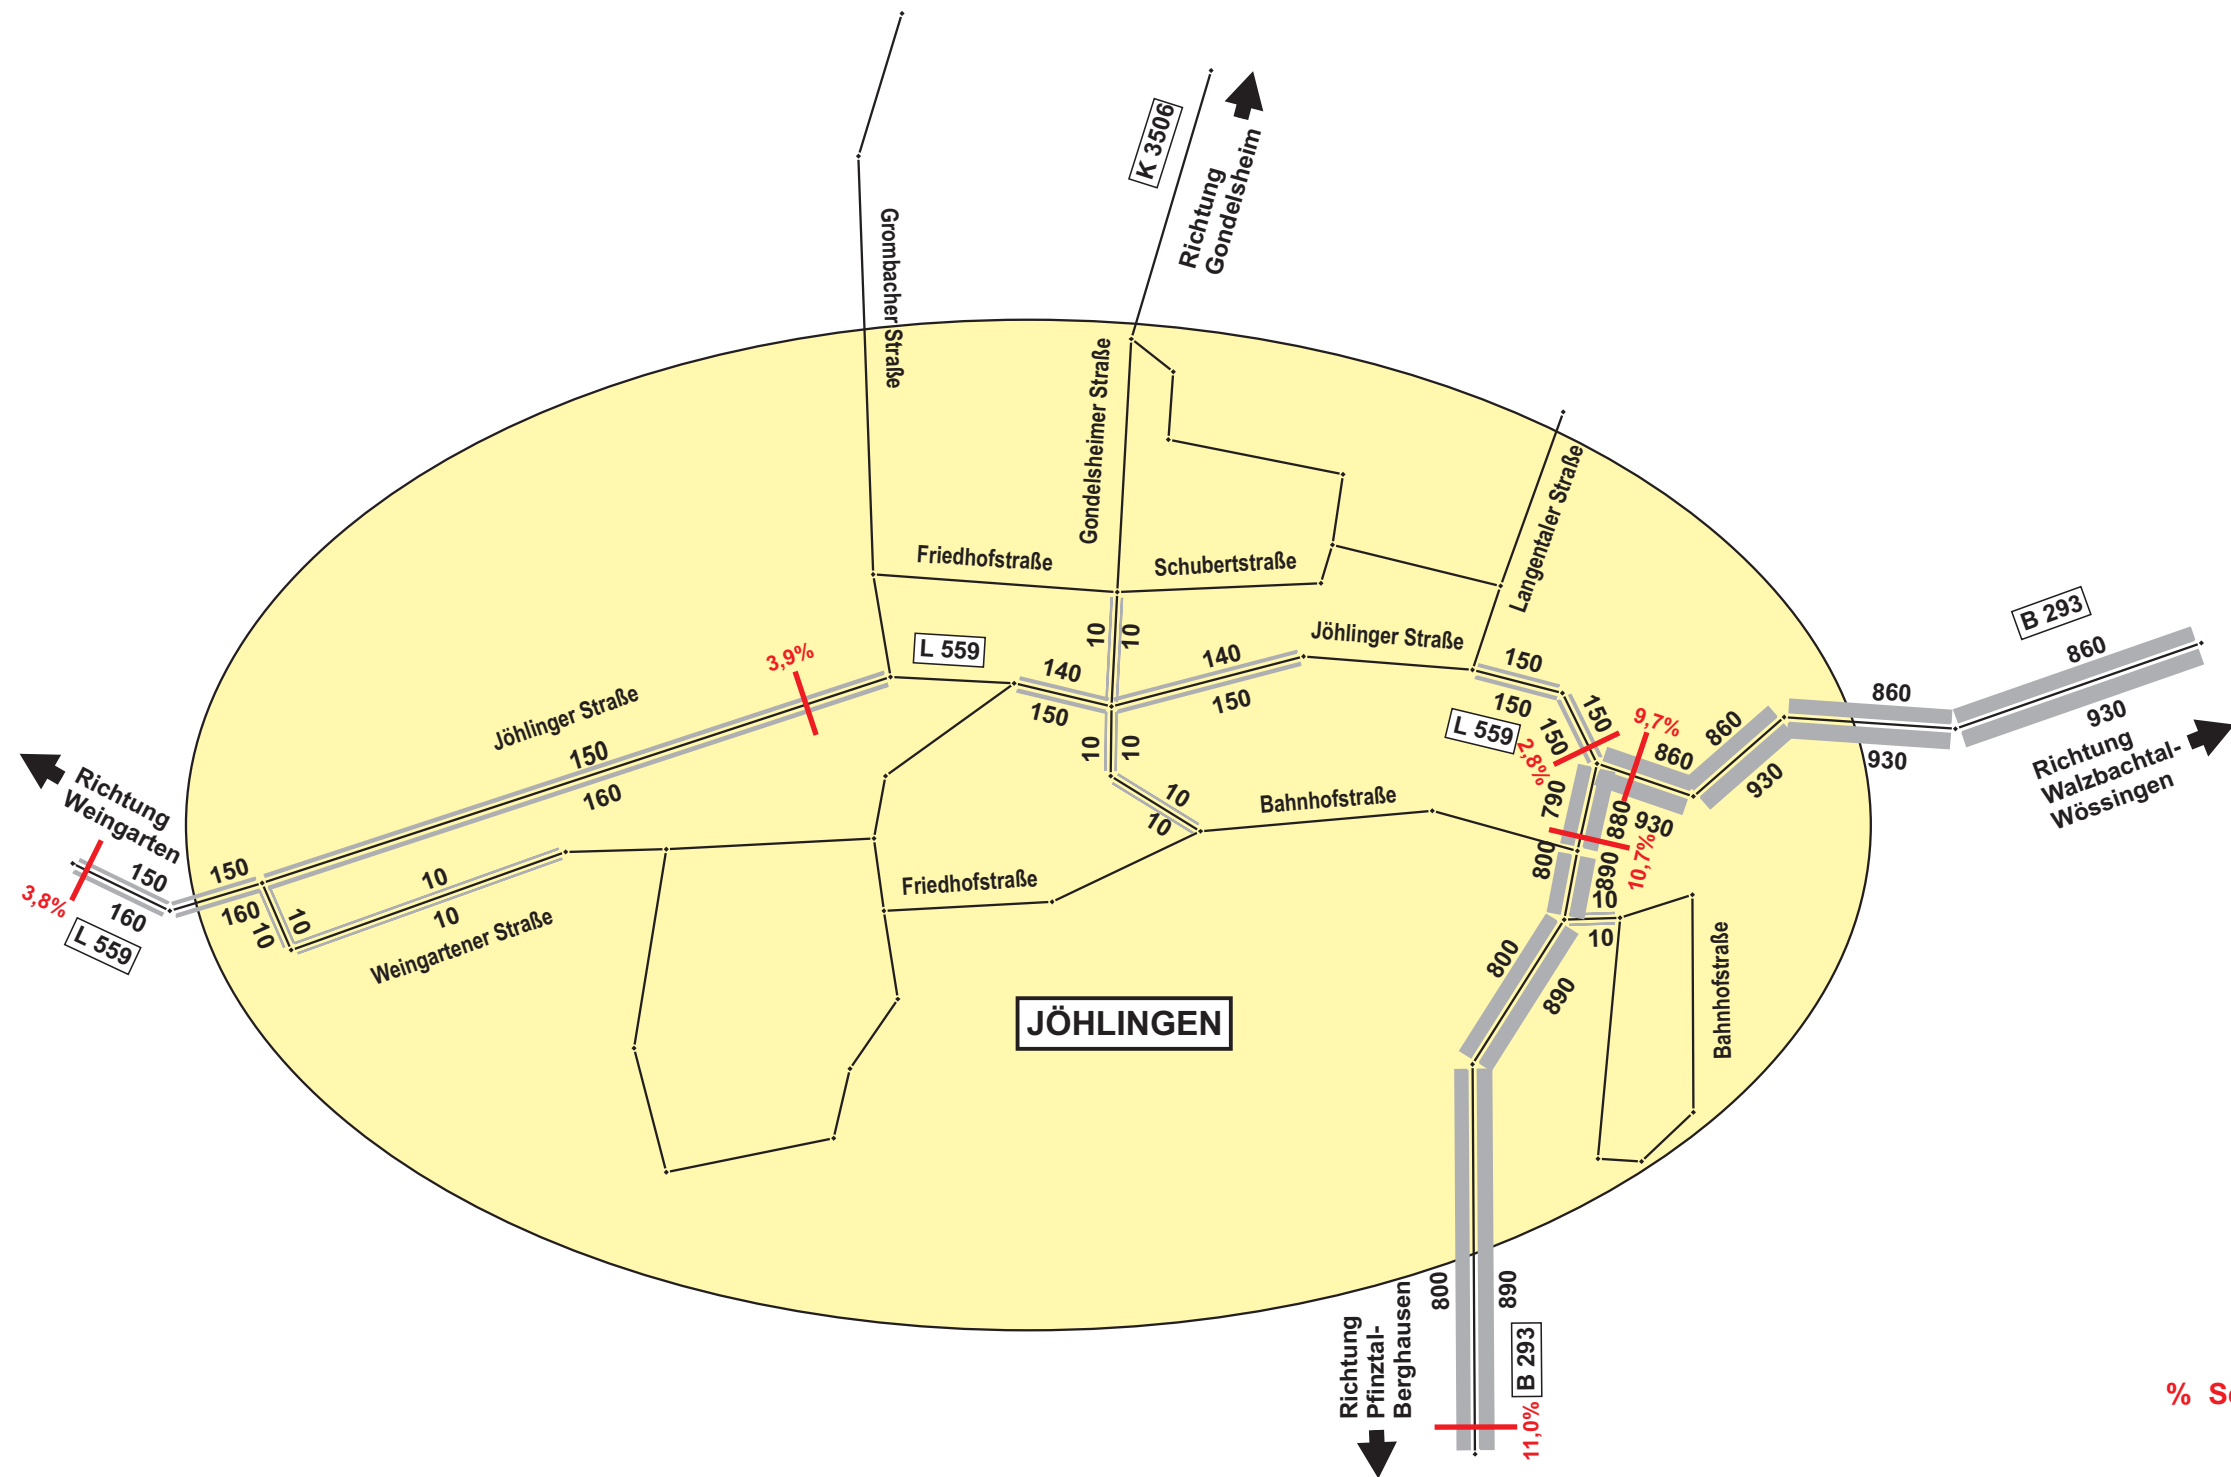 K 3506
Richtung
Gondelsheim
Grombacher Straße
Gondelsheimer Straße
Langentaler Straße
Friedhofstraße
Schubertstraße
B 293
860
930
Richtung
Walzbachtal-
Wössingen
L 559
10
10
Jöhlinger Straße
3,9%
140
150
140
150
150
150
150
150
L 559
2,8%
9,7%
860
930
860
930
860
930
Jöhlinger Straße
150
160
10
10
10
10
Bahnhofstraße
790
880
10,7%
800
890
Richtung
Weingarten
150
160
3,8%
L 559
150
160
10
10
10
10
Weingartener Straße
Friedhofstraße
10
10
800
890
Bahnhofstraße
JÖHLINGEN
800
890
Richtung
Pfinztal-
Berghausen
B 293
11,0%
%